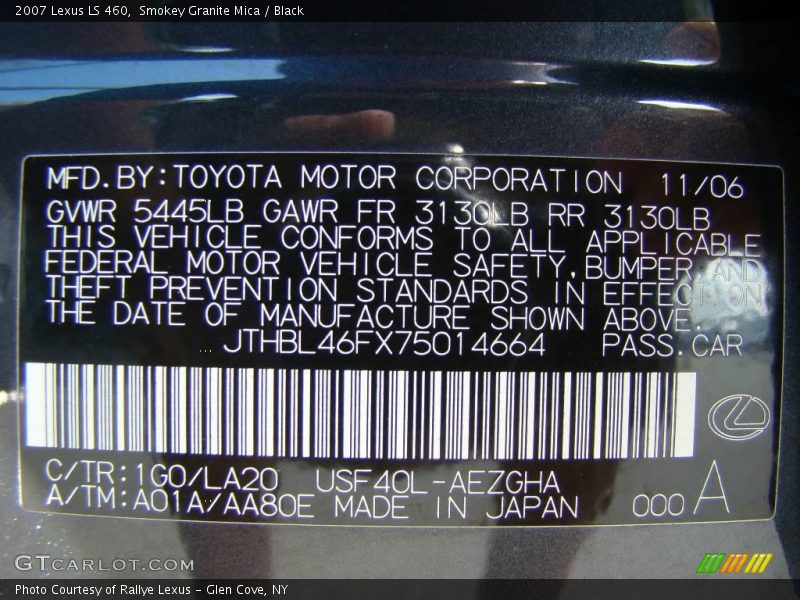 2007 Lexus LS 460, Smokey Granite Mica / Black
MFD.BY:TOYOTA MOTOR CORPORATION 11/06
GVWR 5445LB GAWR FR 3130LB RR 3130LB
THIS VEHICLE CONFORMS TO ALL APPLICABLE
FEDERAL MOTOR VEHICLE SAFETY,BUMPER AND
THEFT PREVENTION STANDARDS IN EFFECT ON
THE DATE OF MANUFACTURE SHOWN ABOVE.
JTHBL46FX75014664 PASS.CAR
C/TR:1G0/LA20 USF40L-AEZGHA
A/TM:A01A/AA80E MADE IN JAPAN 000 A
GTCARLOT.COM
Photo Courtesy of Rallye Lexus - Glen Cove, NY